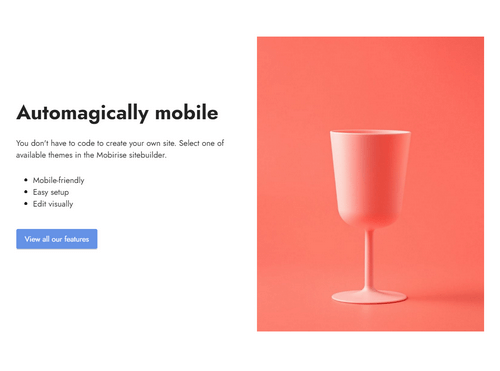 Automagically mobile
You don't have to code to create your own site. Select one of
available themes in the Mobirise sitebuilder.
Mobile-friendly
Easy setup
Edit visually
View all our features